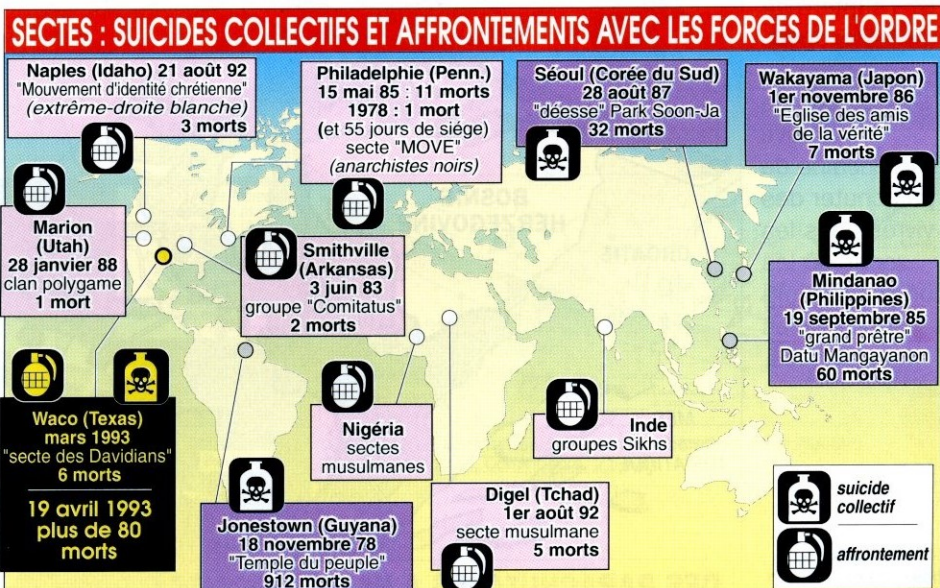 SECTES : SUICIDES COLLECTIFS ET AFFRONTEMENTS AVEC LES FORCES DE L'ORDRE
Naples (Idaho) 21 août 92
"Mouvement d'identité chrétienne"
(extrême-droite blanche)
3 morts
Philadelphie (Penn.)
15 mai 85 : 11 morts
1978 : 1 mort
(et 55 jours de siége)
secte "MOVE"
(anarchistes noirs)
Séoul (Corée du Sud)
28 août 87
"déesse" Park Soon-Ja
32 morts
Wakayama (Japon)
1er novembre 86
"Eglise des amis
de la vérité"
7 morts
Marion
(Utah)
28 janvier 88
clan polygame
1 mort
Smithville
(Arkansas)
3 juin 83
groupe "Comitatus"
2 morts
Mindanao
(Philippines)
19 septembre 85
"grand prêtre"
Datu Mangayanon
60 morts
Waco (Texas)
mars 1993
"secte des Davidians"
6 morts
19 avril 1993
plus de 80
morts
Nigéria
sectes
musulmanes
Inde
groupes Sikhs
Jonestown (Guyana)
18 novembre 78
"Temple du peuple"
912 morts
Digel (Tchad)
1er août 92
secte musulmane
5 morts
suicide
collectif
affrontement